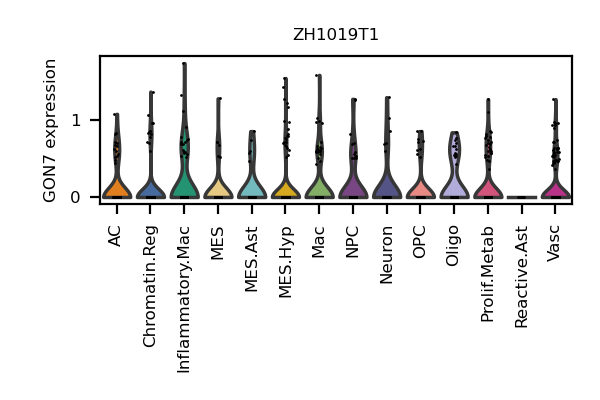 ZH1019T1
GON7 expression
1
0
AC
Chromatin.Reg
Inflammatory.Mac
MES
MES.Ast
MES.Hyp
Mac
NPC
Neuron
OPC
Oligo
Prolif.Metab
Reactive.Ast
Vasc